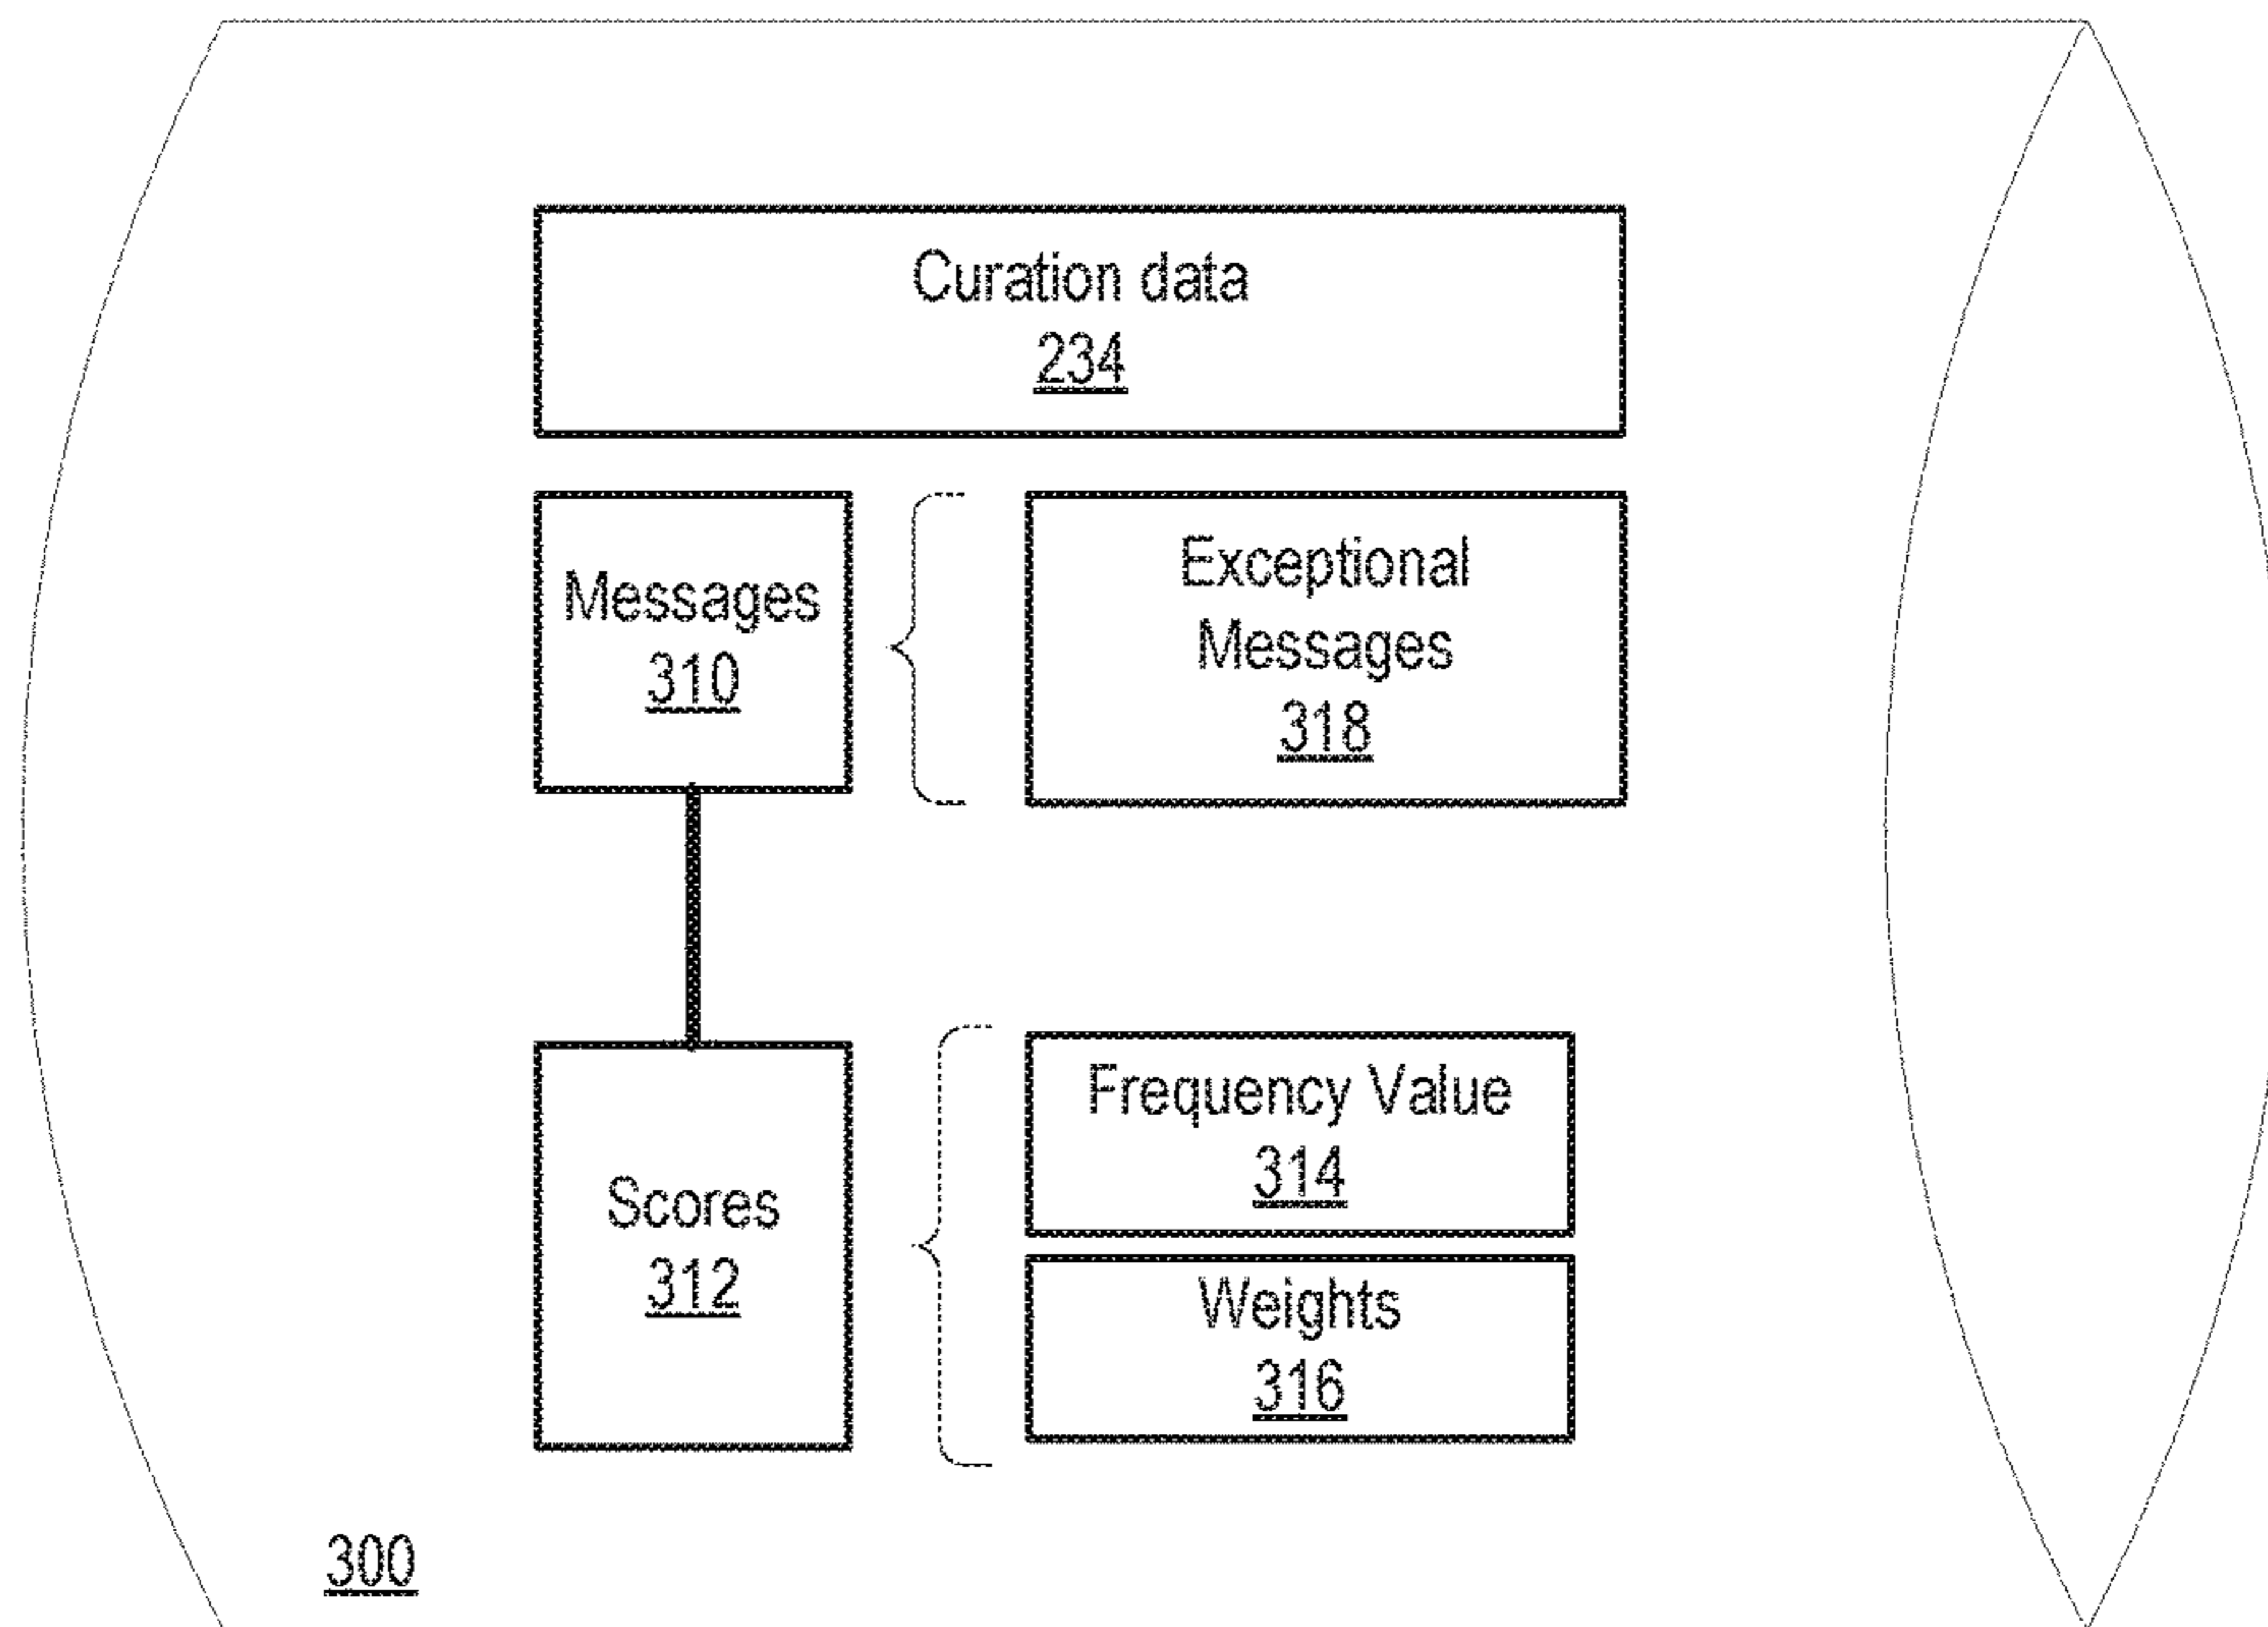 Curation data
234
Messages
310
Exceptional
Messages
318
Scores
312
Frequency Value
314
Weights
316
300